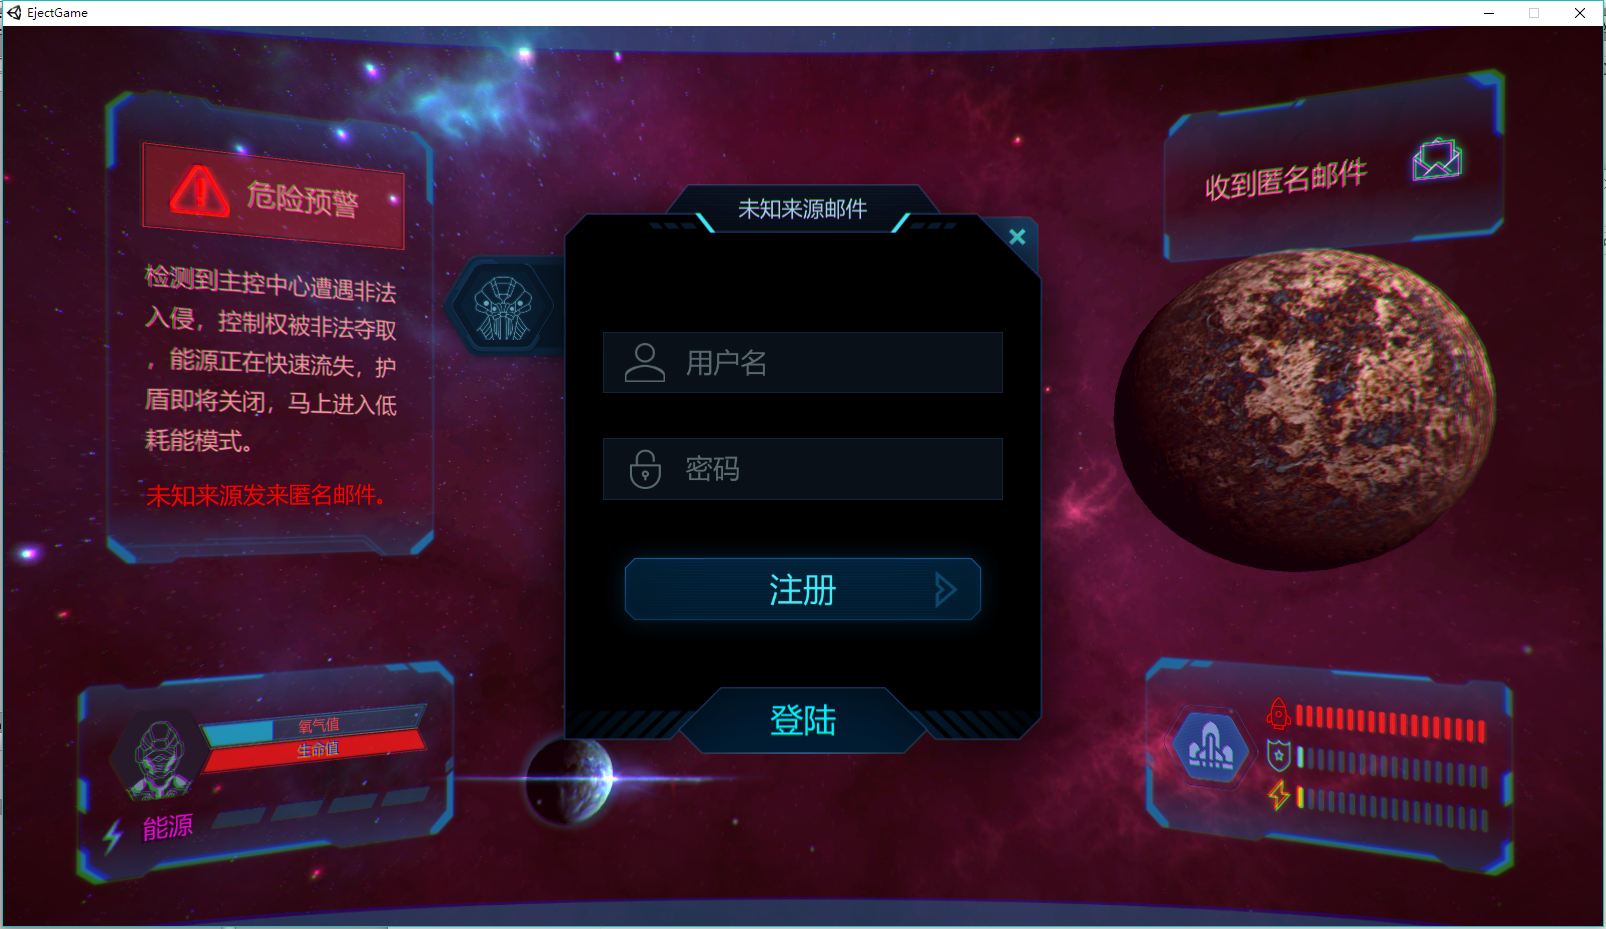 EjectGame
危险预警
检测到主控中心遭遇非法
入侵，控制权被非法夺取
，能源正在快速流失，护
盾即将关闭，马上进入低
耗能模式。
未知来源发来匿名邮件。
未知来源邮件
用户名
密码
注册
登陆
收到匿名邮件
氧气值
生命值
能源